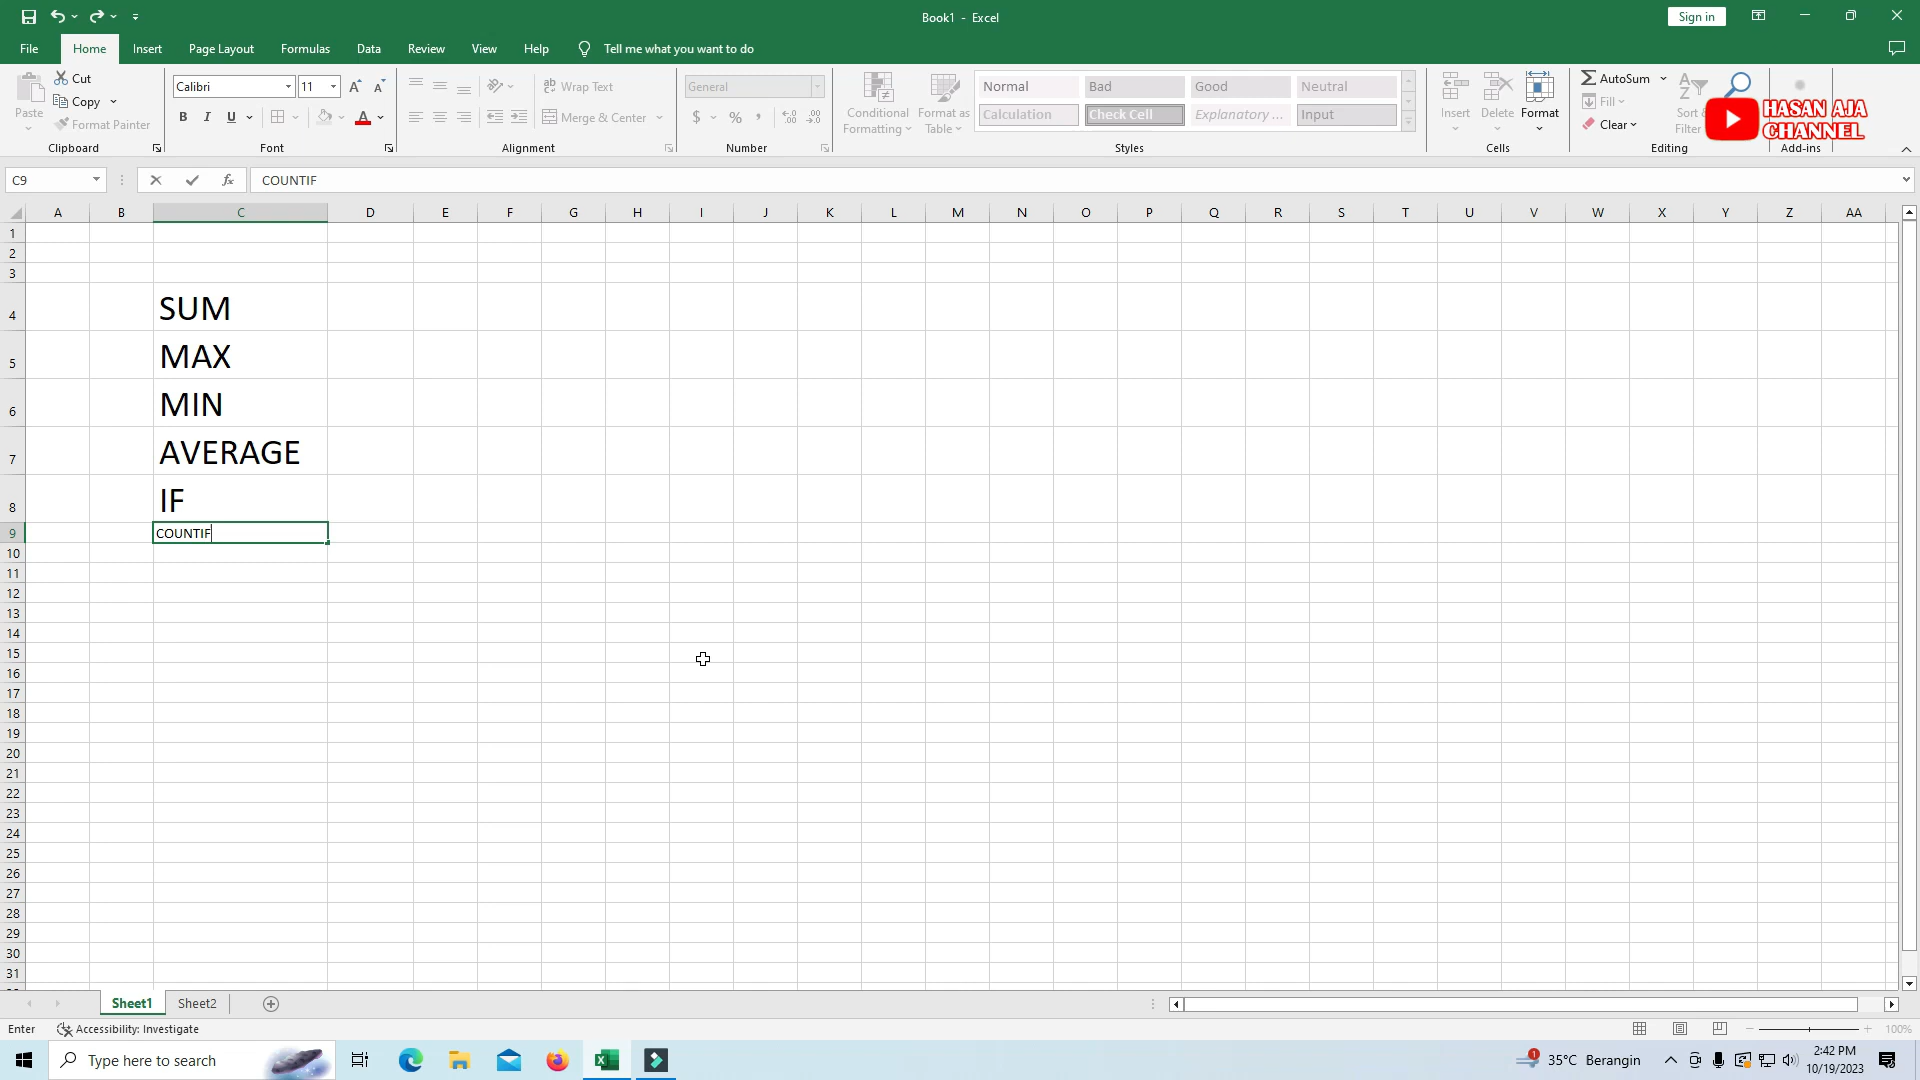 Book1 - Excel
Sign in
File Home Insert Page Layout Formulas Data Review View Help Tell me what you want to do
Paste
Cut
Copy
Format Painter
Clipboard
Calibri 11
B I U
A
Font
Wrap Text
Merge & Center
Alignment
General
$ % ,
Number
Conditional
Formatting
Format as
Table
Normal Bad Good Neutral
Calculation Check Cell Explanatory ... Input
Styles
Insert Delete Format
Cells
AutoSum
Fill
Clear
Sort &
Filter
Editing
Add-ins
HASAN AJA
CHANNEL
C9
fx
COUNTIF
A B C D E F G H I J K L M N O P Q R S T U V W X Y Z AA
1
2
3
4 SUM
5 MAX
6 MIN
7 AVERAGE
8 IF
9 COUNTIF
10
11
12
13
14
15
16
17
18
19
20
21
22
23
24
25
26
27
28
29
30
31
Sheet1 Sheet2
Enter Accessibility: Investigate
100%
Type here to search
1
35°C Berangin
2:42 PM
10/19/2023